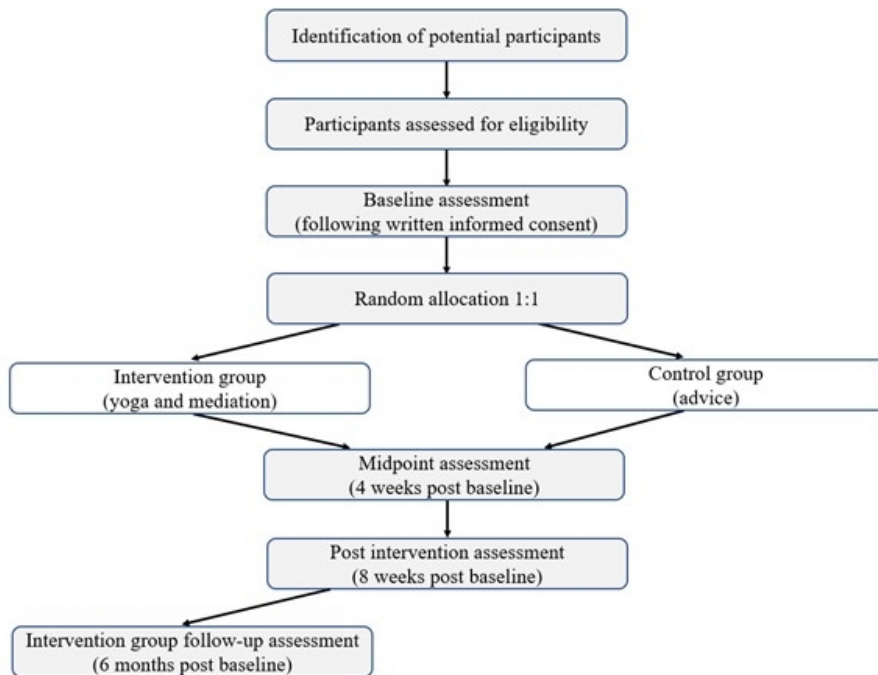 Identification of potential participants
Participants assessed for eligibility
Baseline assessment
(following written informed consent)
Random allocation 1:1
Intervention group
(yoga and mediation)
Control group
(advice)
Midpoint assessment
(4 weeks post baseline)
Post intervention assessment
(8 weeks post baseline)
Intervention group follow-up assessment
(6 months post baseline)